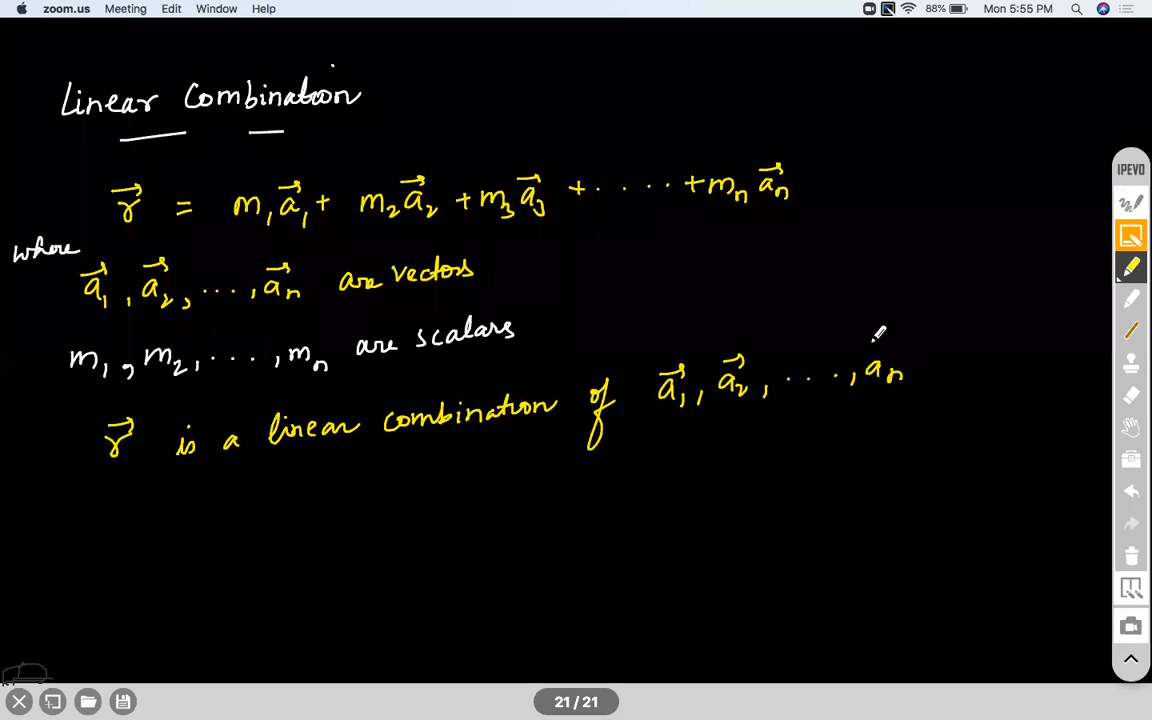 zoom.us Meeting Edit Window Help 88% Mon 5:55 PM
Linear Combination
r⃗ = m₁a⃗₁ + m₂a⃗₂ + m₃a⃗₃ + ..... + mₙa⃗ₙ
where
a⃗₁, a⃗₂, ..., a⃗ₙ are vectors
m₁, m₂, ...., mₙ are scalars
r⃗ is a linear combination of a⃗₁, a⃗₂, ...., aₙ
IPEVO
21 / 21